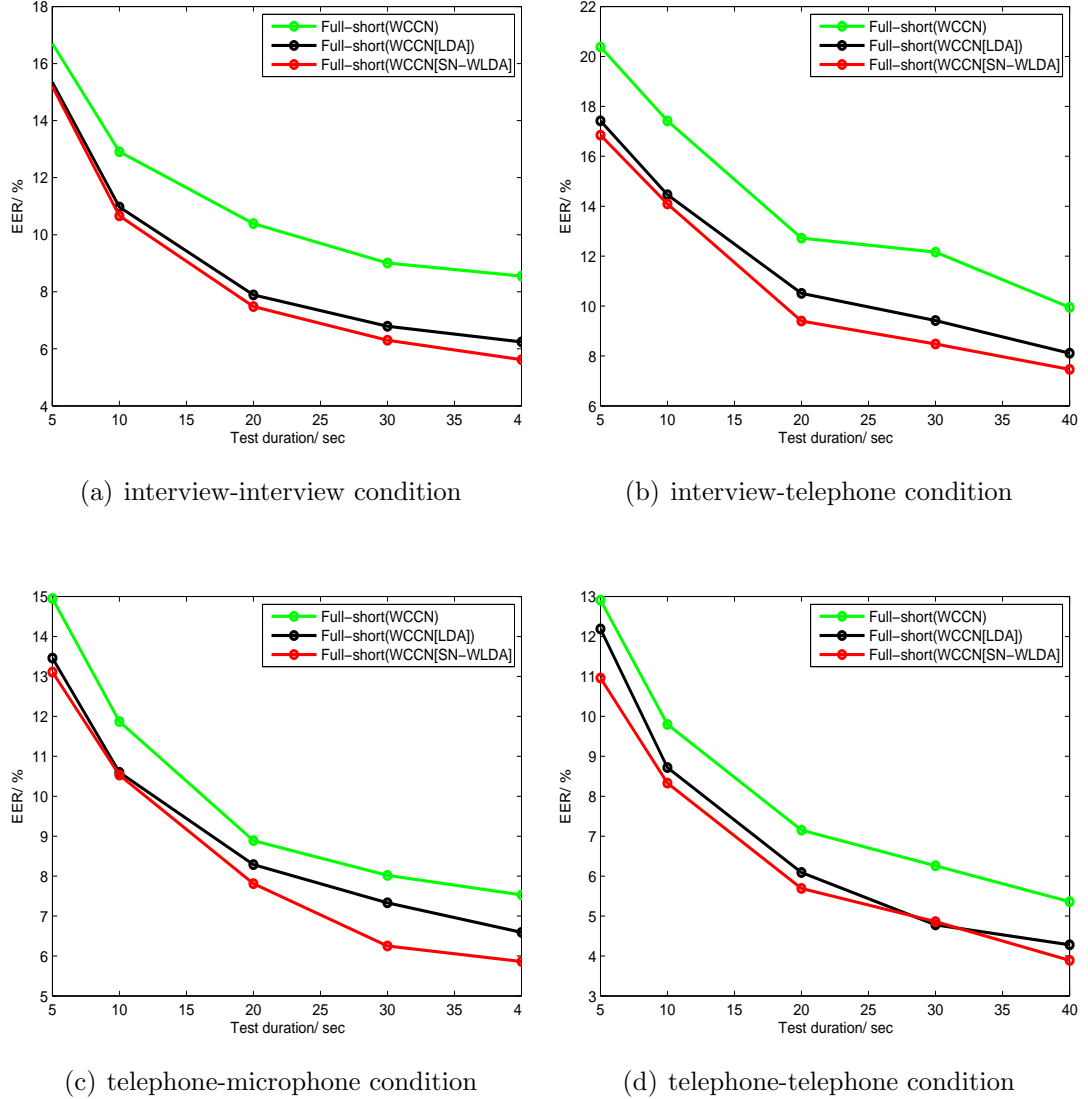 18
16
14
12
10
8
6
4
EER/ %
5 10 15 20 25 30 35 4
Test duration/ sec
Full−short(WCCN)
Full−short(WCCN[LDA])
Full−short(WCCN[SN−WLDA]
(a) interview-interview condition
22
20
18
16
14
12
10
8
6
EER/ %
5 10 15 20 25 30 35 40
Test duration/ sec
Full−short(WCCN)
Full−short(WCCN[LDA])
Full−short(WCCN[SN−WLDA]
(b) interview-telephone condition
15
14
13
12
11
10
9
8
7
6
5
EER/ %
5 10 15 20 25 30 35 4
Test duration/ sec
Full−short(WCCN)
Full−short(WCCN[LDA])
Full−short(WCCN[SN−WLDA]
(c) telephone-microphone condition
13
12
11
10
9
8
7
6
5
4
3
EER/ %
5 10 15 20 25 30 35 40
Test duration/ sec
Full−short(WCCN)
Full−short(WCCN[LDA])
Full−short(WCCN[SN−WLDA]
(d) telephone-telephone condition